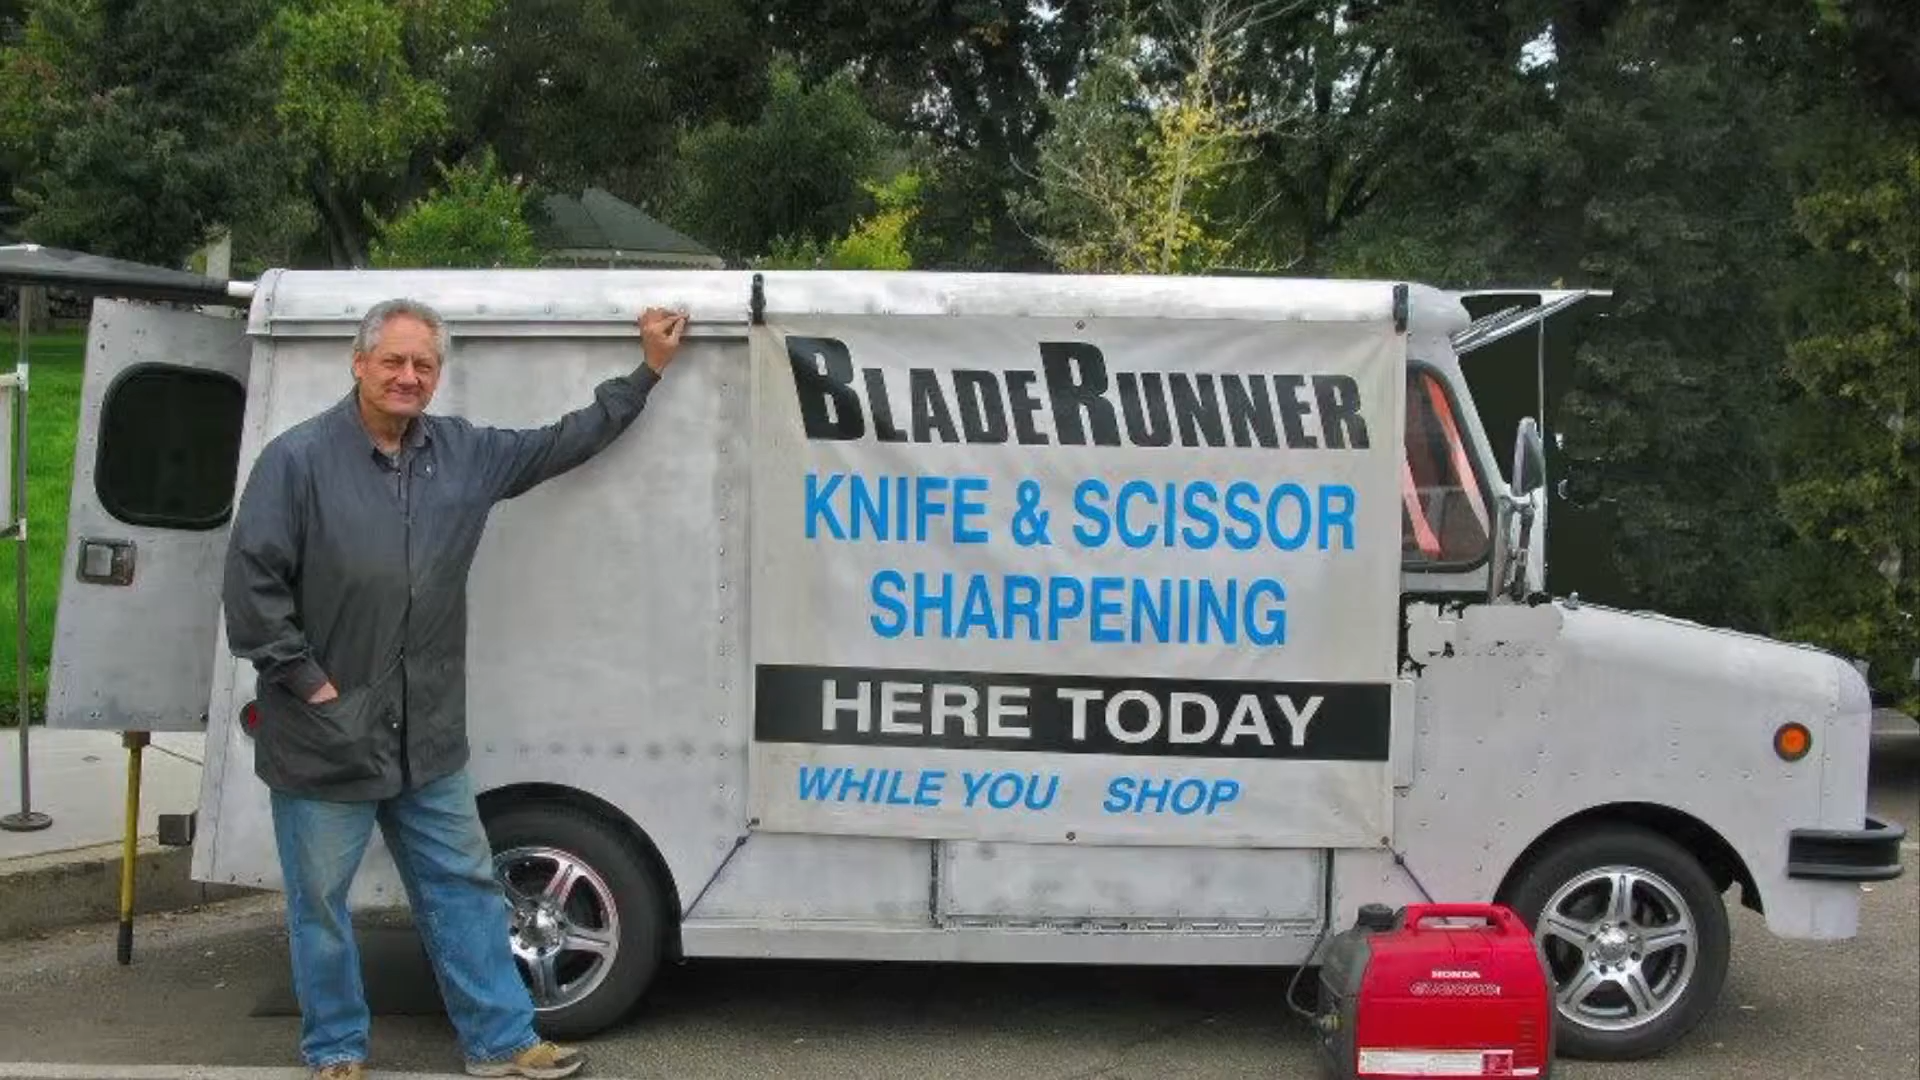 BLADERUNNER
KNIFE & SCISSOR
SHARPENING
HERE TODAY
WHILE YOU SHOP
HONDA